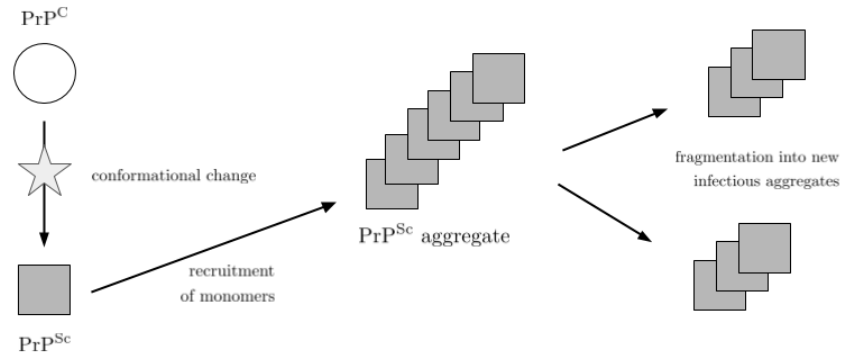 PrP^C
conformational change
PrP^Sc
recruitment
of monomers
PrP^Sc aggregate
fragmentation into new
infectious aggregates